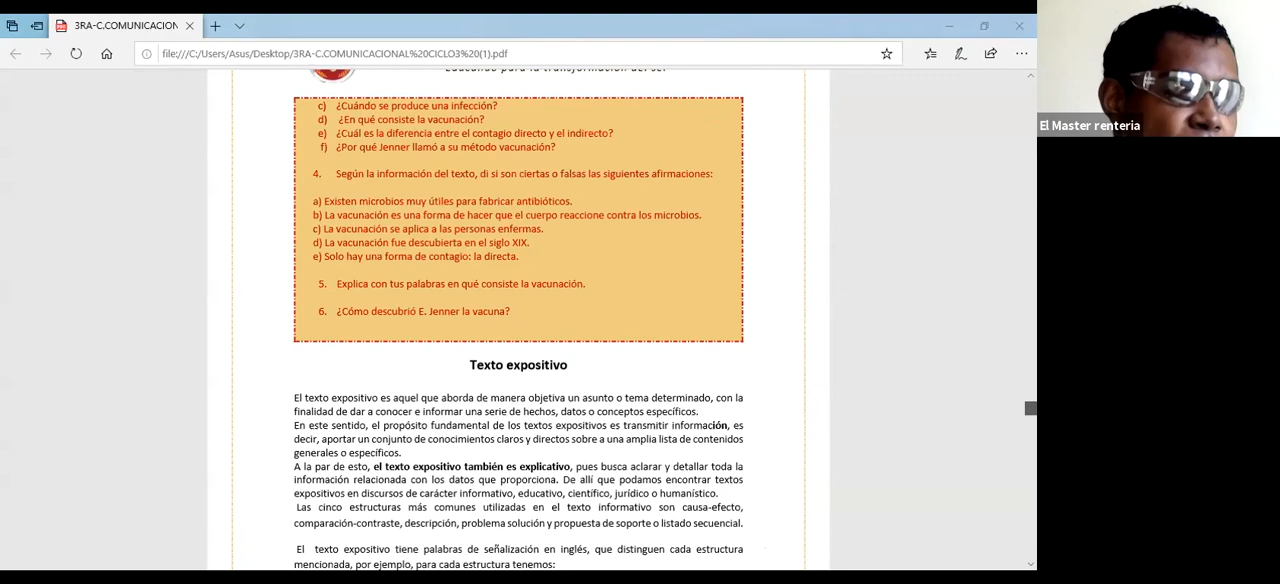 3RA-C.COMUNICACION
file:///C:/Users/Asus/Desktop/3RA-C.COMUNICACIONAL%20CICLO3%20(1).pdf
El Master renteria
Educando para la transformación del ser
c) ¿Cuándo se produce una infección?
d) ¿En qué consiste la vacunación?
e) ¿Cuál es la diferencia entre el contagio directo y el indirecto?
f) ¿Por qué Jenner llamó a su método vacunación?
4. Según la información del texto, di si son ciertas o falsas las siguientes afirmaciones:
a) Existen microbios muy útiles para fabricar antibióticos.
b) La vacunación es una forma de hacer que el cuerpo reaccione contra los microbios.
c) La vacunación se aplica a las personas enfermas.
d) La vacunación fue descubierta en el siglo XIX.
e) Solo hay una forma de contagio: la directa.
5. Explica con tus palabras en qué consiste la vacunación.
6. ¿Cómo descubrió E. Jenner la vacuna?
Texto expositivo
El texto expositivo es aquel que aborda de manera objetiva un asunto o tema determinado, con la
finalidad de dar a conocer e informar una serie de hechos, datos o conceptos específicos.
En este sentido, el propósito fundamental de los textos expositivos es transmitir información, es
decir, aportar un conjunto de conocimientos claros y directos sobre a una amplia lista de contenidos
generales o específicos.
A la par de esto, el texto expositivo también es explicativo, pues busca aclarar y detallar toda la
información relacionada con los datos que proporciona. De allí que podamos encontrar textos
expositivos en discursos de carácter informativo, educativo, científico, jurídico o humanístico.
Las cinco estructuras más comunes utilizadas en el texto informativo son causa-efecto,
comparación-contraste, descripción, problema solución y propuesta de soporte o listado secuencial.
El texto expositivo tiene palabras de señalización en inglés, que distinguen cada estructura
mencionada, por ejemplo, para cada estructura tenemos: